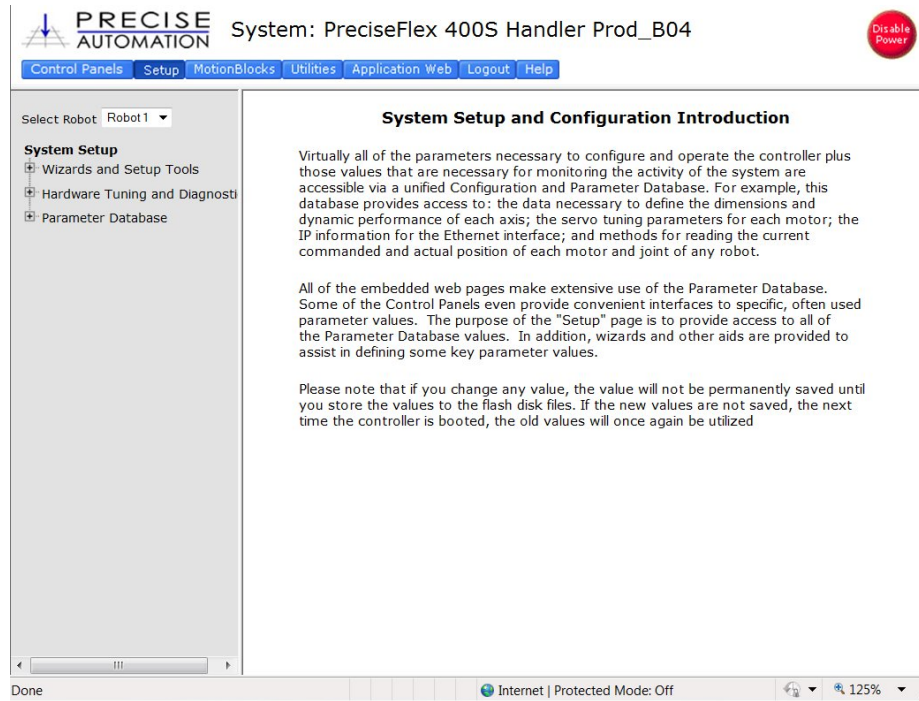 PRECISE
AUTOMATION
System: PreciseFlex 400S Handler Prod_B04
Disable
Power
Control Panels Setup MotionBlocks Utilities Application Web Logout Help
Select Robot Robot1
System Setup
Wizards and Setup Tools
Hardware Tuning and Diagnosti
Parameter Database
System Setup and Configuration Introduction
Virtually all of the parameters necessary to configure and operate the controller plus
those values that are necessary for monitoring the activity of the system are
accessible via a unified Configuration and Parameter Database. For example, this
database provides access to: the data necessary to define the dimensions and
dynamic performance of each axis; the servo tuning parameters for each motor; the
IP information for the Ethernet interface; and methods for reading the current
commanded and actual position of each motor and joint of any robot.
All of the embedded web pages make extensive use of the Parameter Database.
Some of the Control Panels even provide convenient interfaces to specific, often used
parameter values. The purpose of the "Setup" page is to provide access to all of
the Parameter Database values. In addition, wizards and other aids are provided to
assist in defining some key parameter values.
Please note that if you change any value, the value will not be permanently saved until
you store the values to the flash disk files. If the new values are not saved, the next
time the controller is booted, the old values will once again be utilized
Done
Internet | Protected Mode: Off
125%